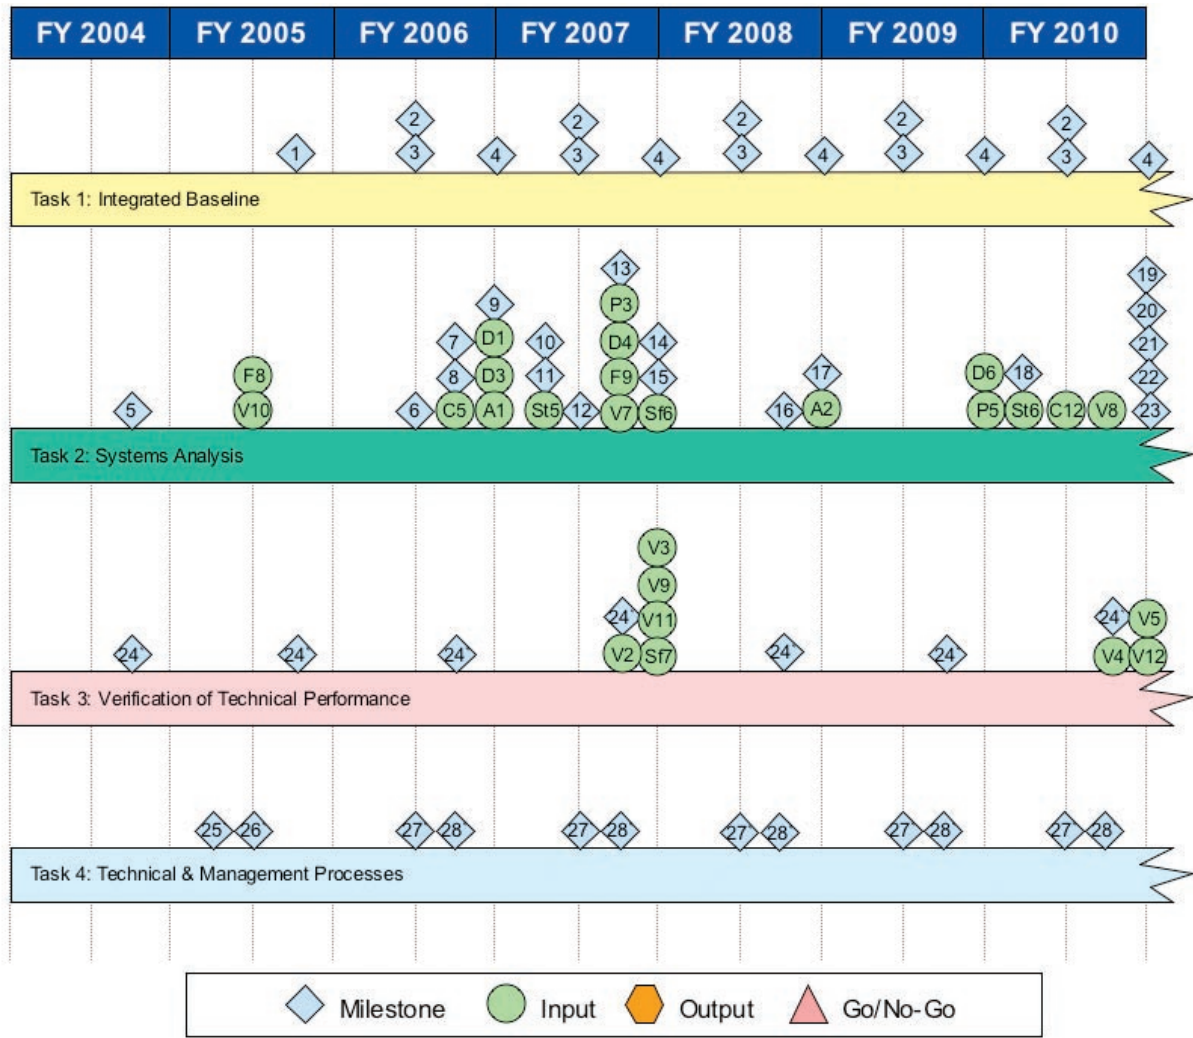 FY 2004 FY 2005 FY 2006 FY 2007 FY 2008 FY 2009 FY 2010
2 2 2 2 2
1 3 4 3 4 3 4 3 4 3 4
Task 1: Integrated Baseline
13 19
9 P3 20
7 D1 10 D4 14 21
F8 8 D3 11 F9 15 17 D6 18 22
5 V10 6 C5 A1 St5 12 V7 Sf6 16 A2 P5 St6 C12 V8 23
Task 2: Systems Analysis
V3
V9
24* V11 24* V5
24* 24* 24* V2 Sf7 24* 24* V4 V12
Task 3: Verification of Technical Performance
25 26 27* 28* 27* 28* 27* 28* 27* 28* 27* 28*
Task 4: Technical & Management Processes
Milestone Input Output Go/No-Go